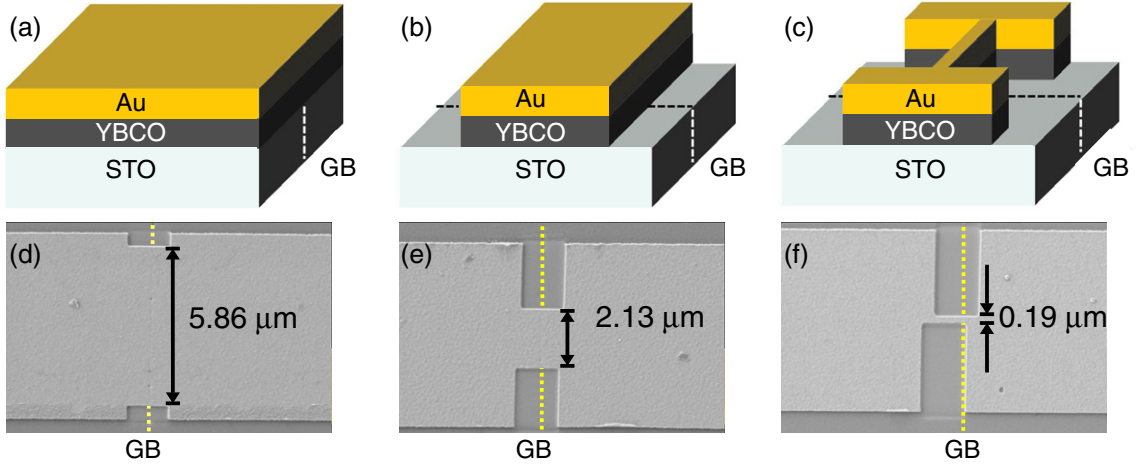 (a)
Au
YBCO
STO
GB
(b)
Au
YBCO
STO
GB
(c)
Au
YBCO
STO
GB
(d)
5.86 μm
GB
(e)
2.13 μm
GB
(f)
0.19 μm
GB